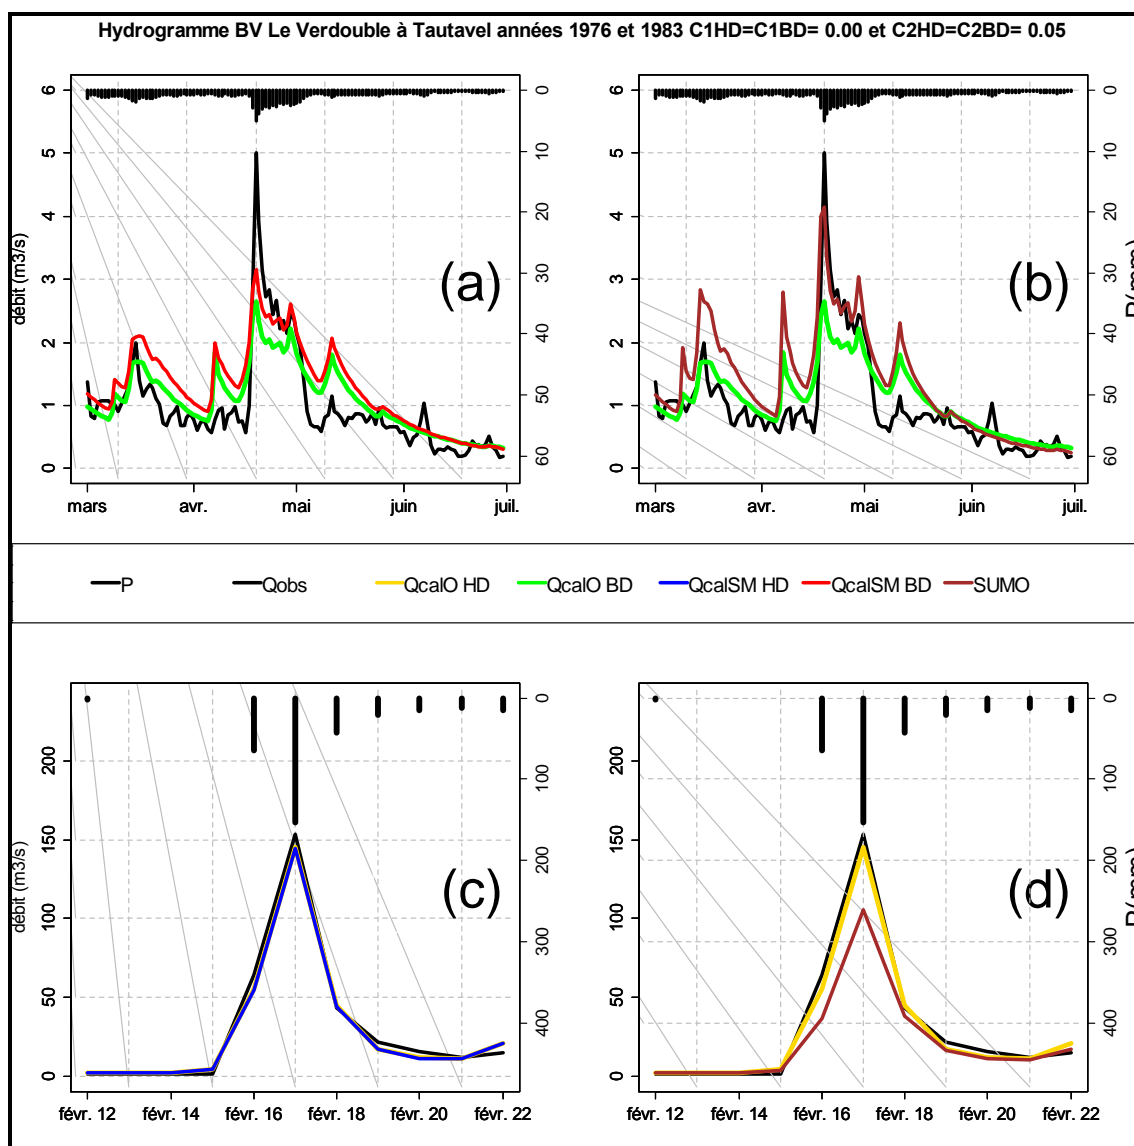 Hydrogramme BV Le Verdouble à Tautavel années 1976 et 1983 C1HD=C1BD= 0.00 et C2HD=C2BD= 0.05
débit (m3/s)
0 1 2 3 4 5 6
mars avr. mai juin juil.
0 10 20 30 40 50 60
(a)
0 1 2 3 4 5 6
mars avr. mai juin juil.
0 10 20 30 40 50 60
P(mm)
(b)
P Qobs QcalO HD QcalO BD QcalSM HD QcalSM BD SUMO
débit (m3/s)
0 50 100 150 200
févr. 12 févr. 14 févr. 16 févr. 18 févr. 20 févr. 22
0 100 200 300 400
(c)
0 50 100 150 200
févr. 12 févr. 14 févr. 16 févr. 18 févr. 20 févr. 22
0 100 200 300 400
P(mm)
(d)